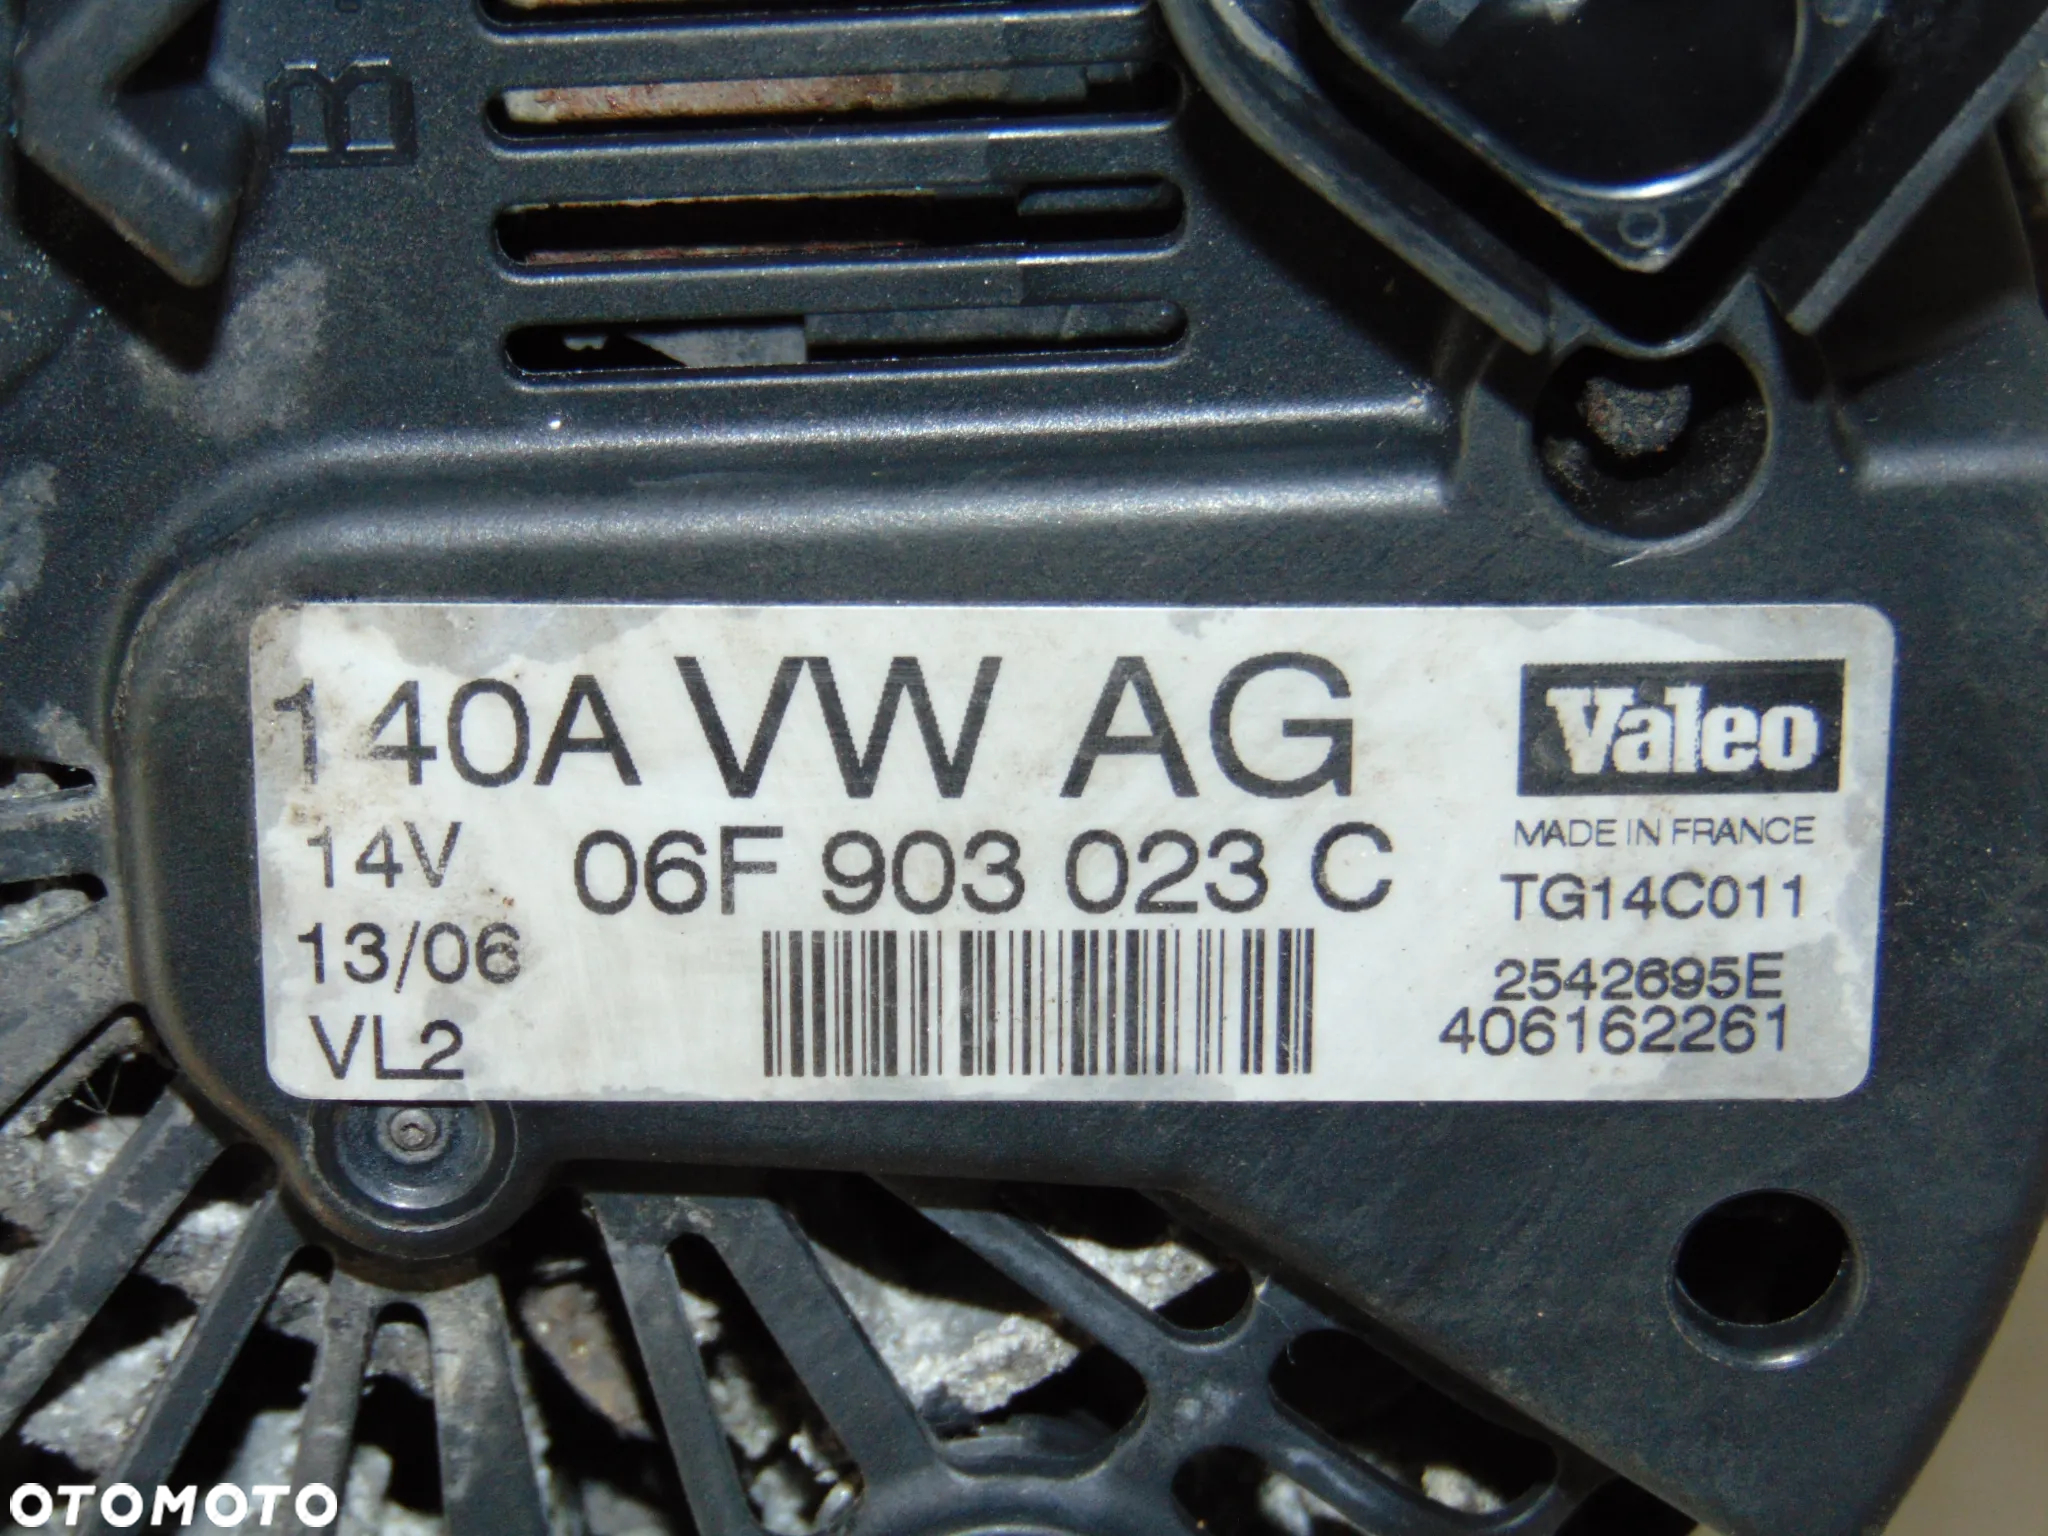 B
140A VW AG
14V 06F 903 023 C
13/06
VL2
Valeo
MADE IN FRANCE
TG14C011
2542695E
406162261
OTOMOTO